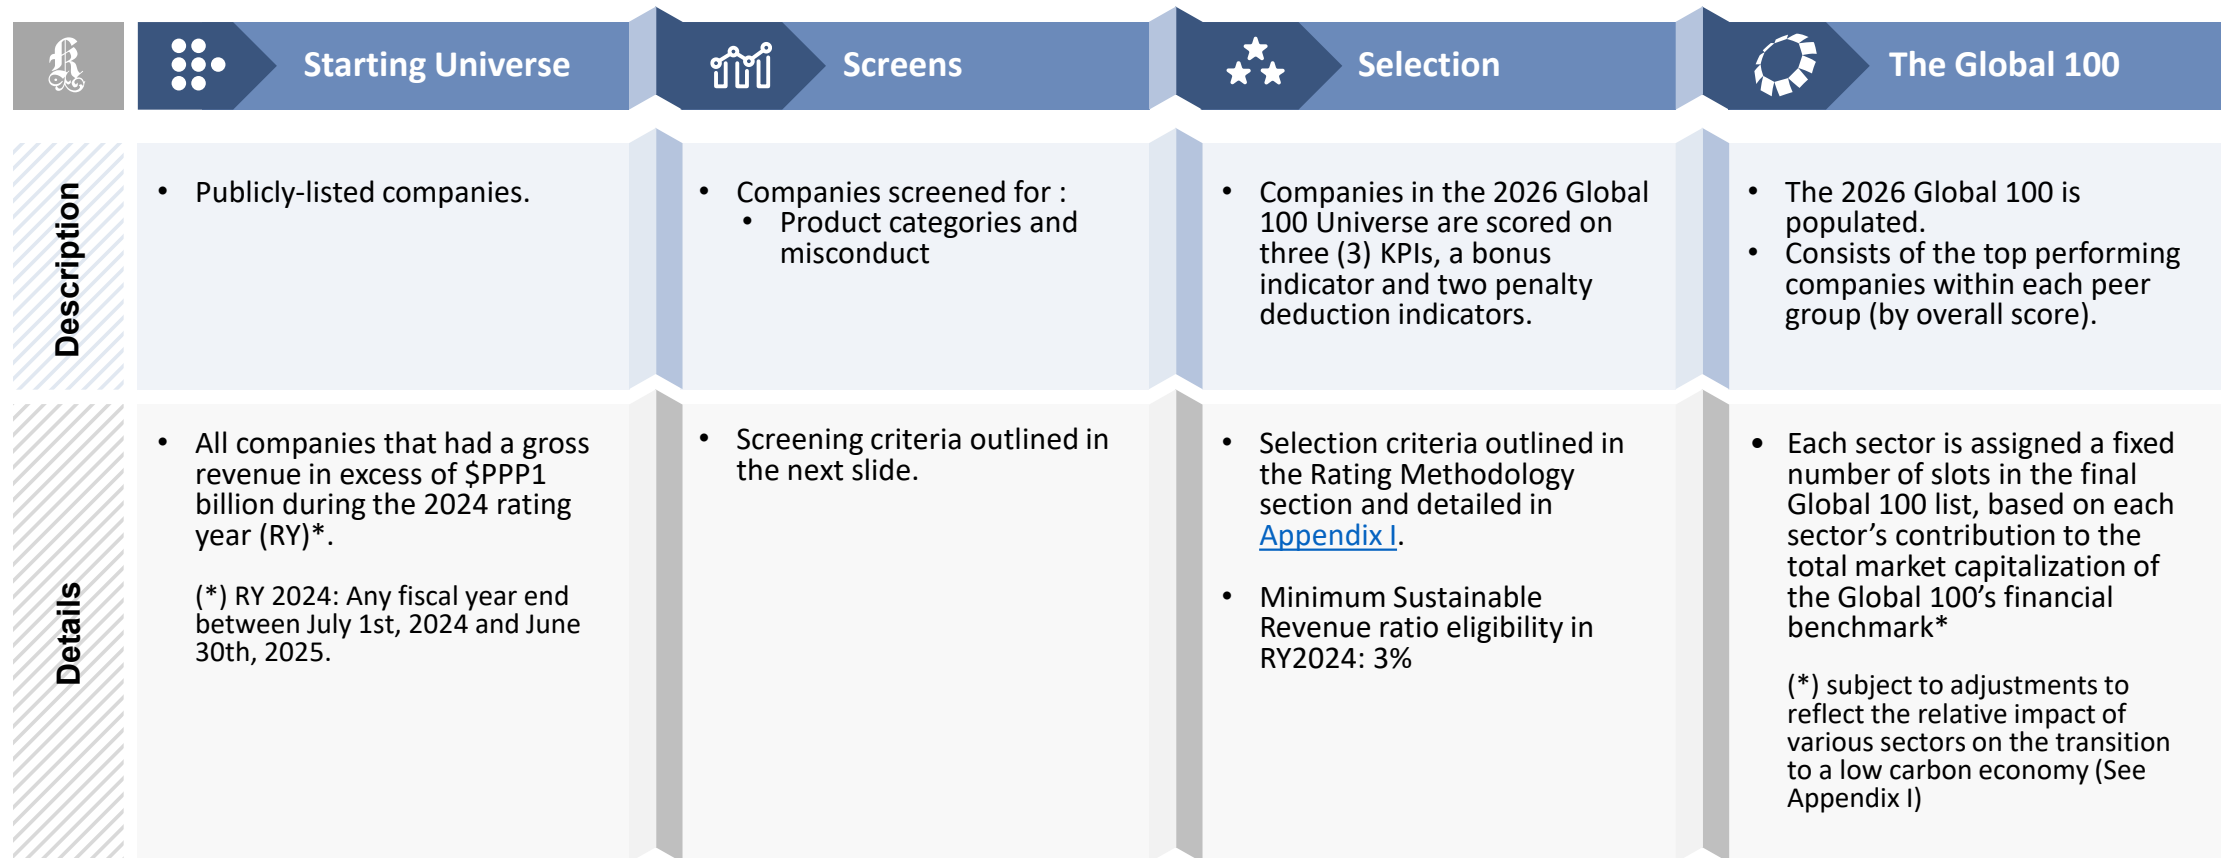 Starting Universe
Screens
Selection
The Global 100
Description
• Publicly-listed companies.
• Companies screened for :
• Product categories and
misconduct
• Companies in the 2026 Global
100 Universe are scored on
three (3) KPIs, a bonus
indicator and two penalty
deduction indicators.
• The 2026 Global 100 is
populated.
• Consists of the top performing
companies within each peer
group (by overall score).
Details
• All companies that had a gross
revenue in excess of $PPP1
billion during the 2024 rating
year (RY)*.
(*) RY 2024: Any fiscal year end
between July 1st, 2024 and June
30th, 2025.
• Screening criteria outlined in
the next slide.
• Selection criteria outlined in
the Rating Methodology
section and detailed in
Appendix I.
• Minimum Sustainable
Revenue ratio eligibility in
RY2024: 3%
• Each sector is assigned a fixed
number of slots in the final
Global 100 list, based on each
sector’s contribution to the
total market capitalization of
the Global 100’s financial
benchmark*
(*) subject to adjustments to
reflect the relative impact of
various sectors on the transition
to a low carbon economy (See
Appendix I)